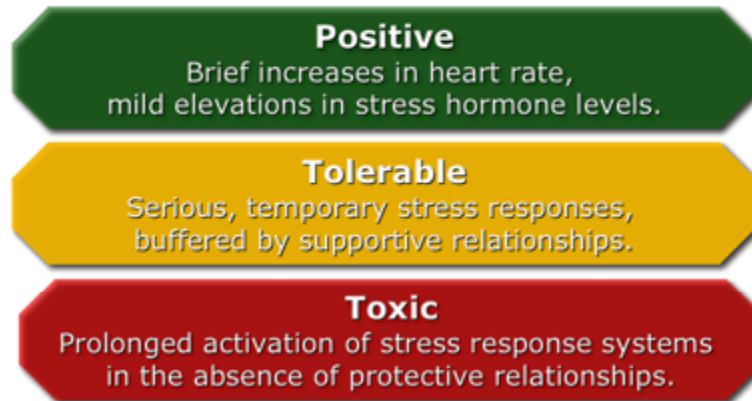 Positive
Brief increases in heart rate,
mild elevations in stress hormone levels.
Tolerable
Serious, temporary stress responses,
buffered by supportive relationships.
Toxic
Prolonged activation of stress response systems
in the absence of protective relationships.